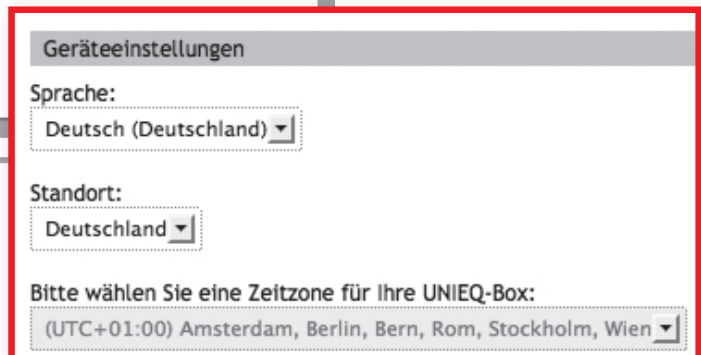 Geräteeinstellungen
Sprache:
Deutsch (Deutschland)
Standort:
Deutschland
Bitte wählen Sie eine Zeitzone für Ihre UNIEQ-Box:
(UTC+01:00) Amsterdam, Berlin, Bern, Rom, Stockholm, Wien